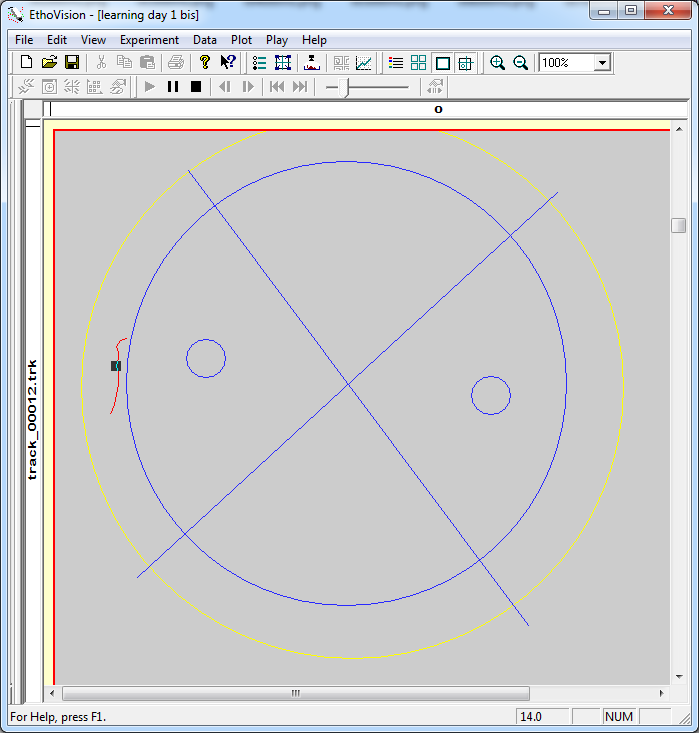 EthoVision - [learning day 1 bis]
File Edit View Experiment Data Plot Play Help
100%
0
track_00012.trk
For Help, press F1.
14.0
NUM